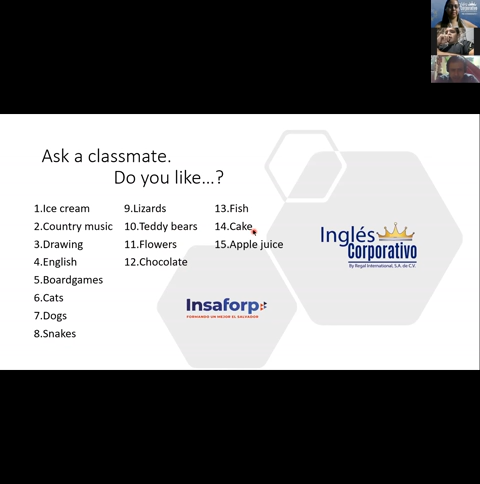 Ask a classmate.
Do you like...?
1.Ice cream
2.Country music
3.Drawing
4.English
5.Boardgames
6.Cats
7.Dogs
8.Snakes
9.Lizards
10.Teddy bears
11.Flowers
12.Chocolate
13.Fish
14.Cake
15.Apple juice
Inglés
Corporativo
By Regal International, S.A. de C.V.
Insaforp
FORMANDO UN MEJOR EL SALVADOR